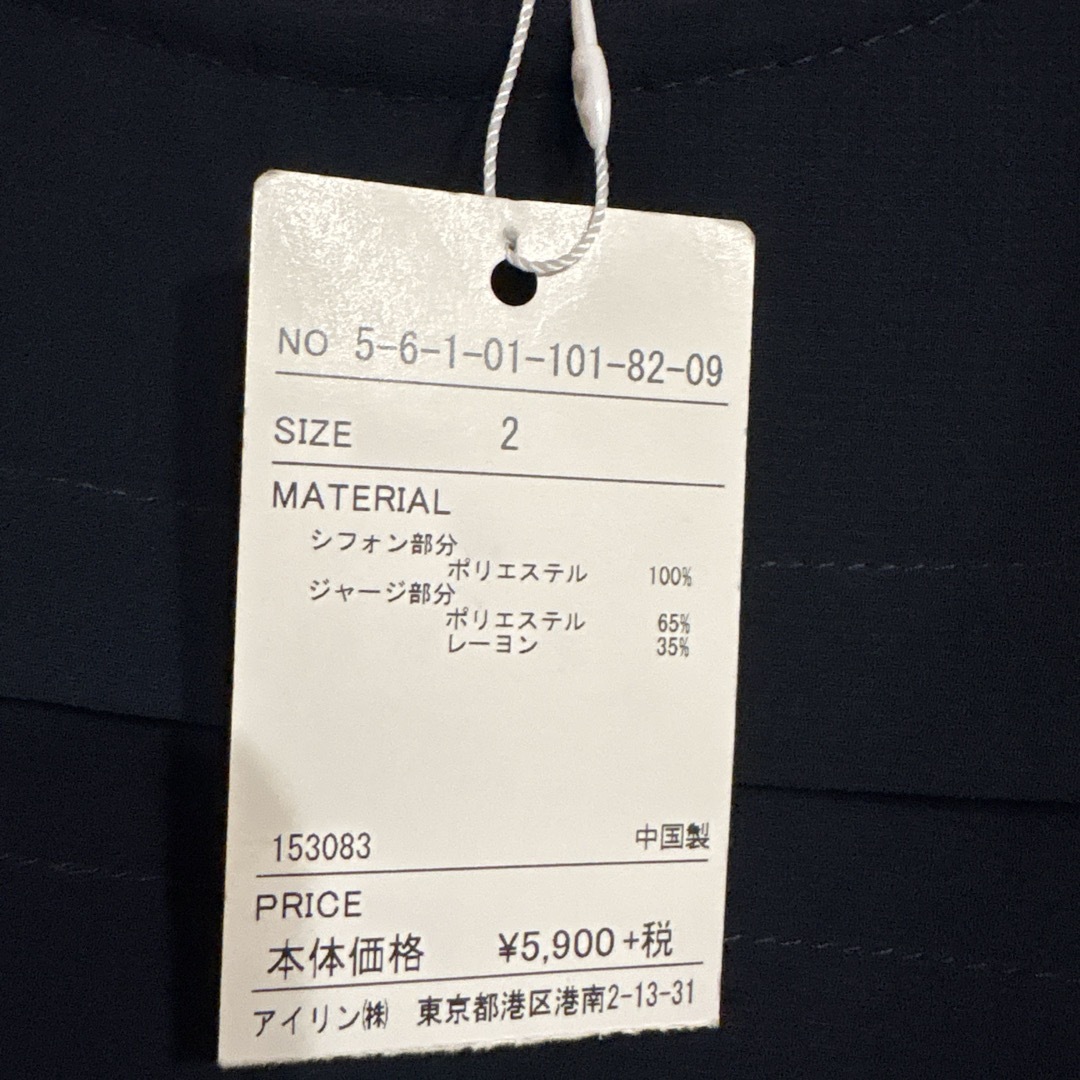 NO 5-6-1-01-101-82-09
SIZE 2
MATERIAL
シフォン部分
ポリエステル 100%
ジャージ部分
ポリエステル 65%
レーヨン 35%
153083 中国製
PRICE
本体価格 ¥5,900+税
アイリン㈱ 東京都港区港南2-13-31